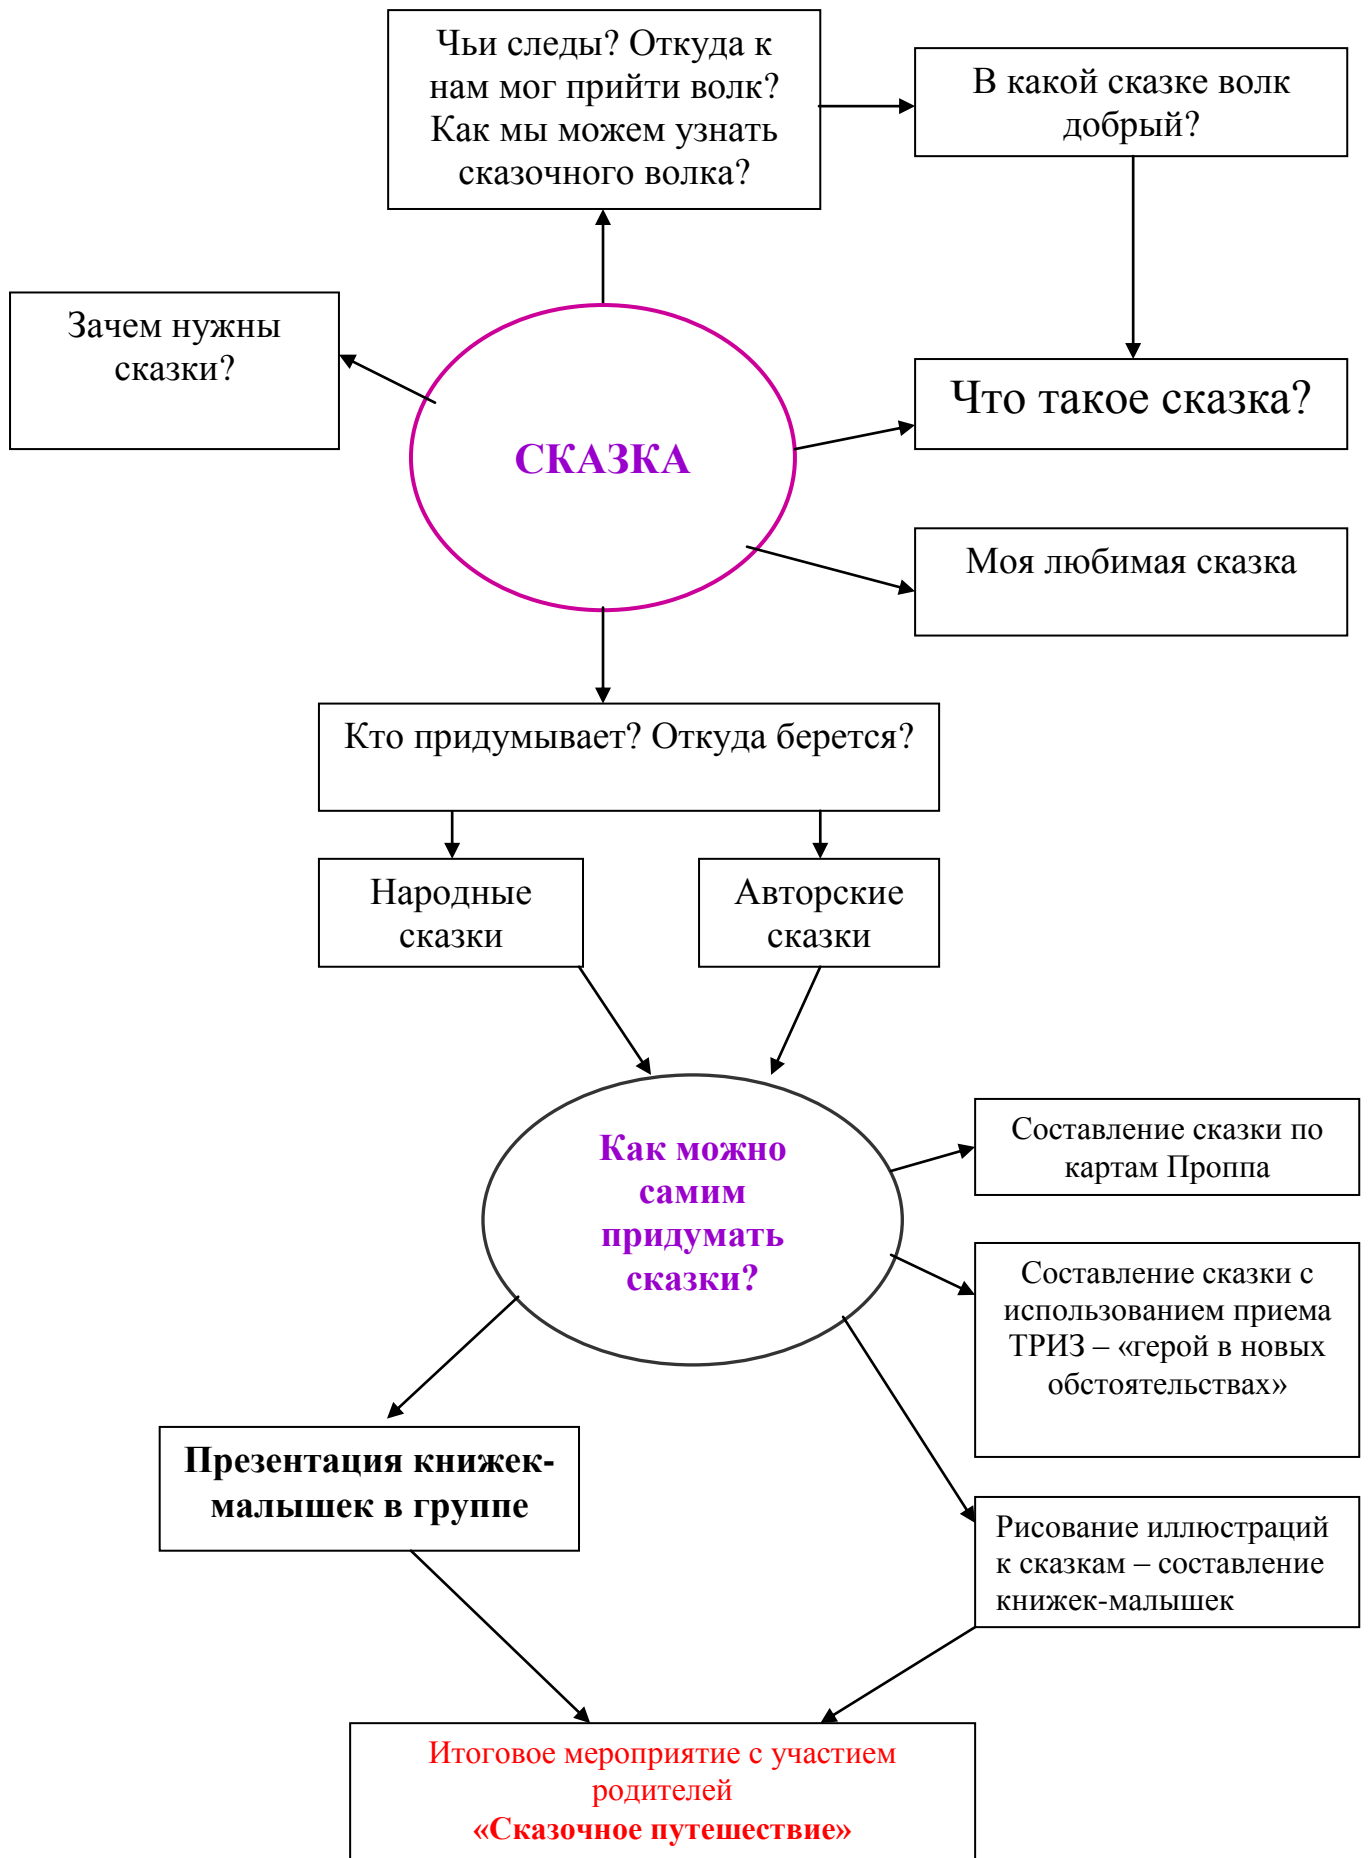 Чьи следы? Откуда к
нам мог прийти волк?
Как мы можем узнать
сказочного волка?
В какой сказке волк
добрый?
Зачем нужны
сказки?
Что такое сказка?
СКАЗКА
Моя любимая сказка
Кто придумывает? Откуда берется?
Народные
сказки
Авторские
сказки
Как можно
самим
придумать
сказки?
Составление сказки по
картам Проппа
Составление сказки с
использованием приема
ТРИЗ – «герой в новых
обстоятельствах»
Презентация книжек-
малышек в группе
Рисование иллюстраций
к сказкам – составление
книжек-малышек
Итоговое мероприятие с участием
родителей
«Сказочное путешествие»